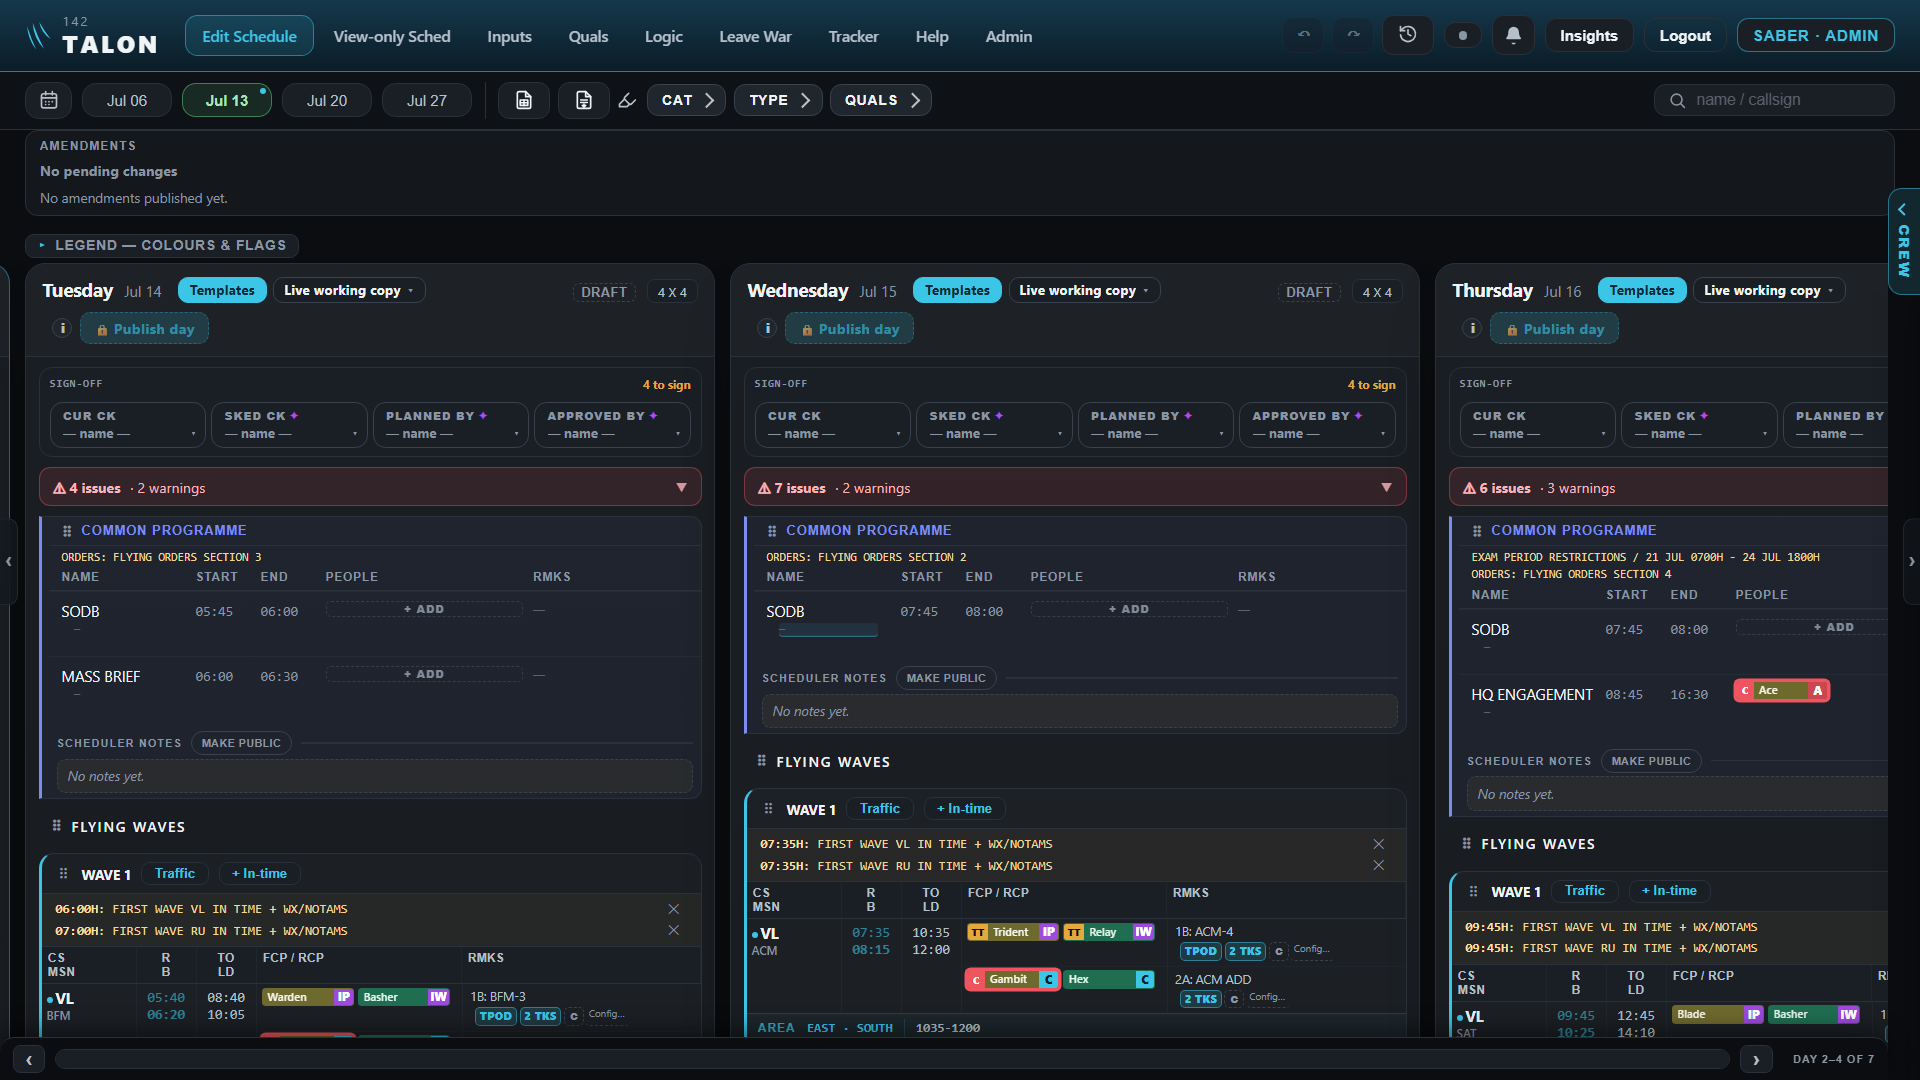 142
TALON
Edit Schedule
View-only Sched
Inputs
Quals
Logic
Leave War
Tracker
Help
Admin
Insights
Logout
SABER · ADMIN
Jul 06
Jul 13
Jul 20
Jul 27
CAT
TYPE
QUALS
name / callsign
AMENDMENTS
No pending changes
No amendments published yet.
LEGEND — COLOURS & FLAGS
CREW
Tuesday Jul 14 Templates Live working copy DRAFT 4 X 4
i Publish day
SIGN-OFF 4 to sign
CUR CK SKED CK PLANNED BY APPROVED BY
— name — — name — — name — — name —
4 issues · 2 warnings
COMMON PROGRAMME
ORDERS: FLYING ORDERS SECTION 3
NAME START END PEOPLE RMKS
SODB 05:45 06:00 + ADD —
—
MASS BRIEF 06:00 06:30 + ADD —
—
SCHEDULER NOTES MAKE PUBLIC
No notes yet.
FLYING WAVES
WAVE 1 Traffic + In-time
06:00H: FIRST WAVE VL IN TIME + WX/NOTAMS
07:00H: FIRST WAVE RU IN TIME + WX/NOTAMS
CS R TO FCP / RCP RMKS
MSN B LD
VL 05:40 08:40 Warden IP Basher IW 1B: BFM-3
BFM 06:20 10:05 TPOD 2 TKS C Config...
Wednesday Jul 15 Templates Live working copy DRAFT 4 X 4
i Publish day
SIGN-OFF 4 to sign
CUR CK SKED CK PLANNED BY APPROVED BY
— name — — name — — name — — name —
7 issues · 2 warnings
COMMON PROGRAMME
ORDERS: FLYING ORDERS SECTION 2
NAME START END PEOPLE RMKS
SODB 07:45 08:00 + ADD —
—
SCHEDULER NOTES MAKE PUBLIC
No notes yet.
FLYING WAVES
WAVE 1 Traffic + In-time
07:35H: FIRST WAVE VL IN TIME + WX/NOTAMS
07:35H: FIRST WAVE RU IN TIME + WX/NOTAMS
CS R TO FCP / RCP RMKS
MSN B LD
VL 07:35 10:35 TT Trident IP TT Relay IW 1B: ACM-4
ACM 08:15 12:00 TPOD 2 TKS C Config...
C Gambit C Hex C 2A: ACM ADD
2 TKS C Config...
AREA EAST · SOUTH 1035-1200
Thursday Jul 16 Templates Live working copy
i Publish day
SIGN-OFF
CUR CK SKED CK PLANNED BY
— name — — name — — name —
6 issues · 3 warnings
COMMON PROGRAMME
EXAM PERIOD RESTRICTIONS / 21 JUL 0700H - 24 JUL 1800H
ORDERS: FLYING ORDERS SECTION 4
NAME START END PEOPLE
SODB 07:45 08:00 + ADD
—
HQ ENGAGEMENT 08:45 16:30 C Ace A
—
SCHEDULER NOTES MAKE PUBLIC
No notes yet.
FLYING WAVES
WAVE 1 Traffic + In-time
09:45H: FIRST WAVE VL IN TIME + WX/NOTAMS
09:45H: FIRST WAVE RU IN TIME + WX/NOTAMS
CS R TO FCP / RCP
MSN B LD
VL 09:45 12:45 Blade IP Basher IW
SAT 10:25 14:10
DAY 2–4 OF 7